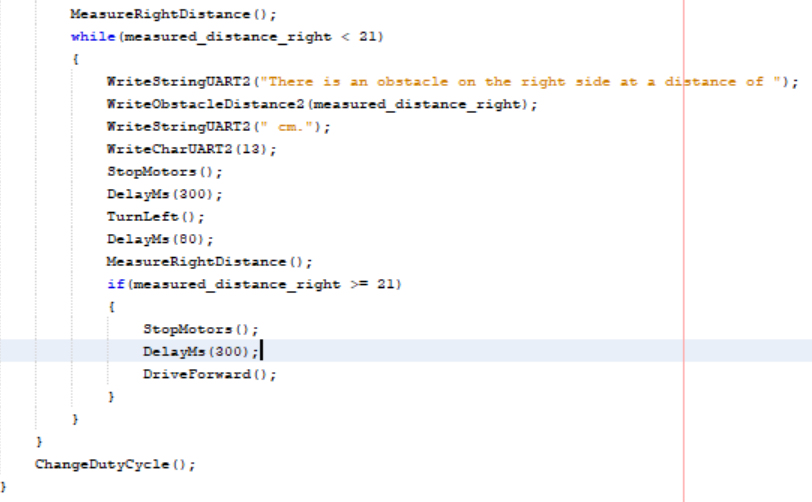 MeasureRightDistance();
while(measured_distance_right < 21)
{
WriteStringUART2("There is an obstacle on the right side at a distance of ");
WriteObstacleDistance2(measured_distance_right);
WriteStringUART2(" cm.");
WriteCharUART2(13);
StopMotors();
DelayMs(300);
TurnLeft();
DelayMs(80);
MeasureRightDistance();
if(measured_distance_right >= 21)
{
StopMotors();
DelayMs(300);
DriveForward();
}
}
}
ChangeDutyCycle();
}